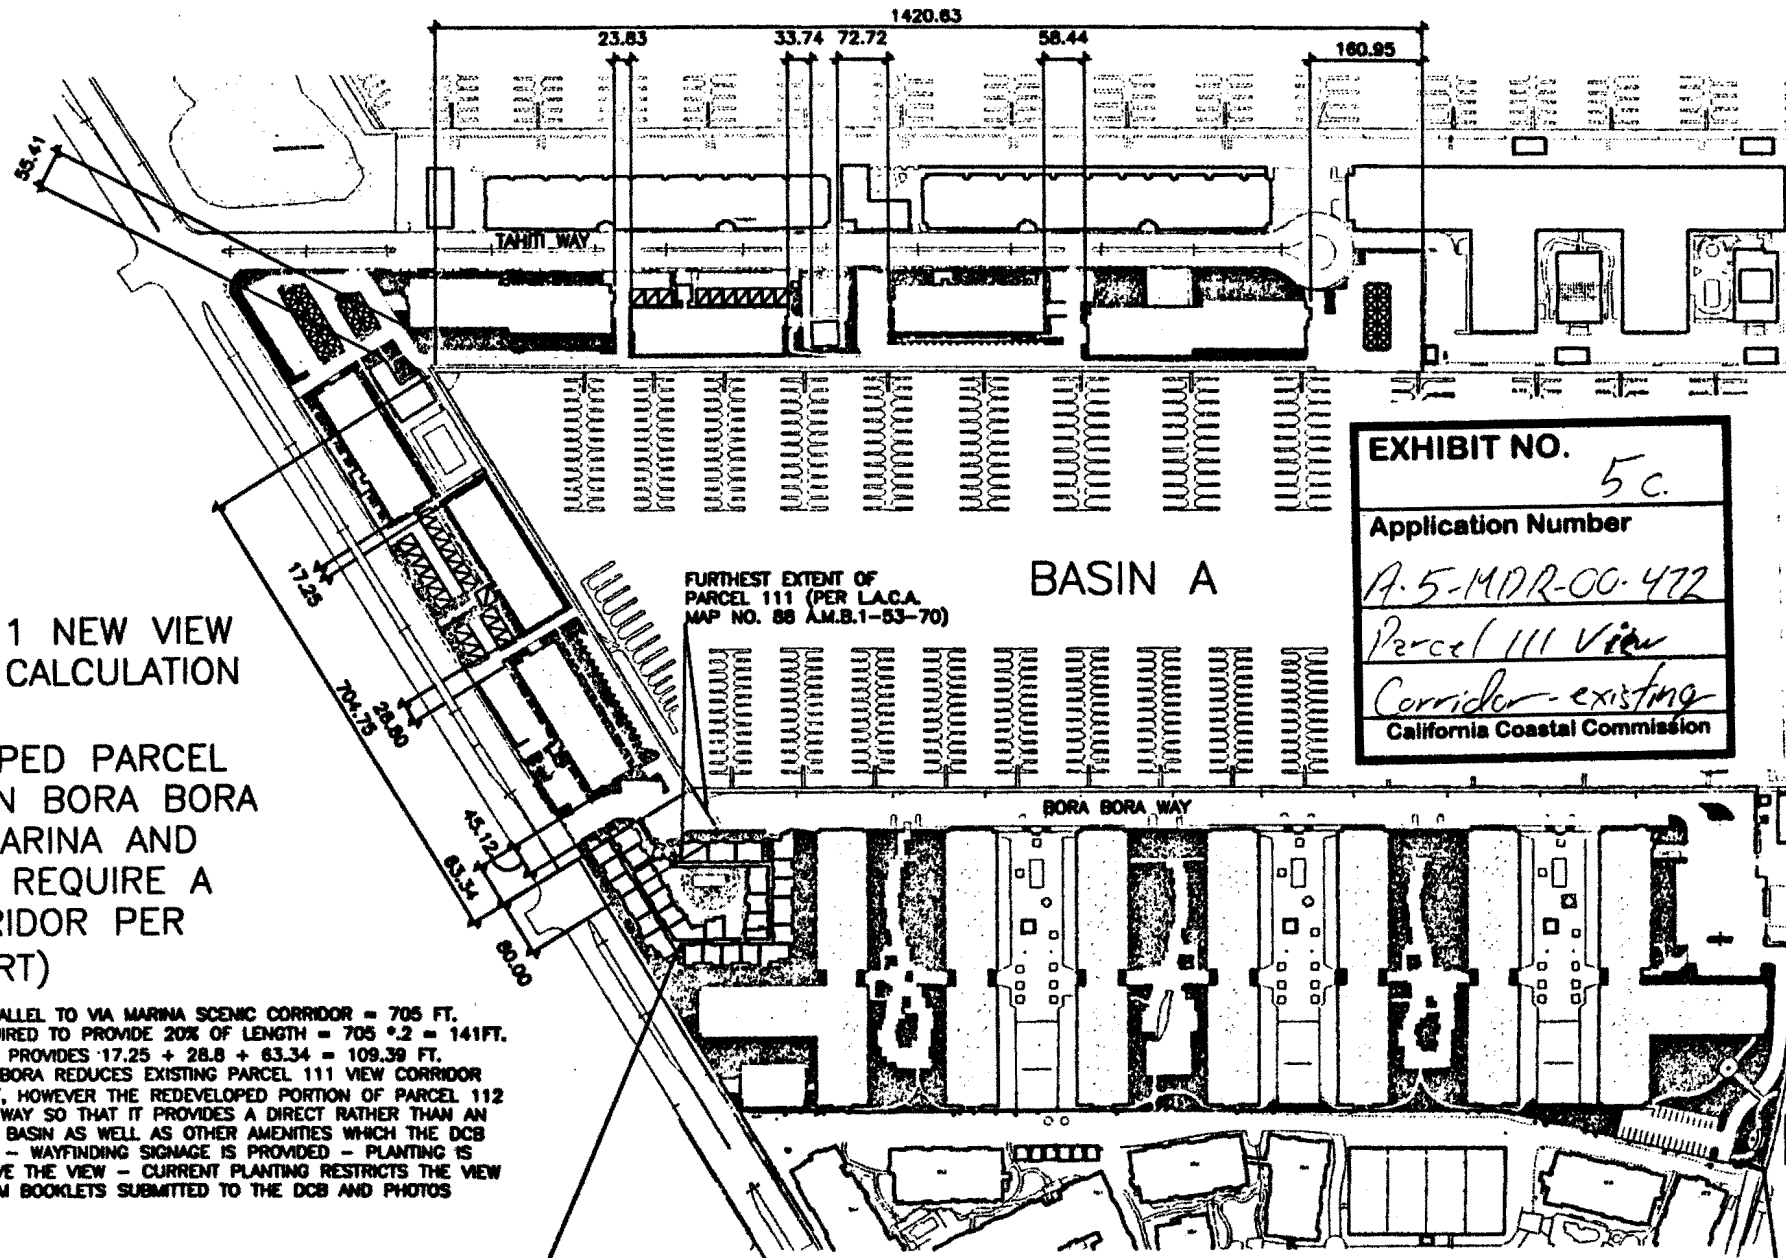 1420.63
23.83
33.74
72.72
58.44
160.95
55.41
TAHITI WAY
EXHIBIT NO.
5c.
Application Number
A-5-MDR-00-472
Parcel 111 View
Corridor - existing
California Coastal Commission
BASIN A
FURTHEST EXTENT OF
PARCEL 111 (PER L.A.C.A.
MAP NO. 88 A.M.B.1-53-70)
17.25
28.80
704.75
45.12
63.34
80.00
BORA BORA WAY
1 NEW VIEW
CALCULATION
PED PARCEL
N BORA BORA
ARINA AND
REQUIRE A
RIDOR PER
RT)
ALLEL TO VIA MARINA SCENIC CORRIDOR = 705 FT.
UIRED TO PROVIDE 20% OF LENGTH = 705 *.2 = 141FT.
PROVIDES 17.25 + 28.8 + 63.34 = 109.39 FT.
BORA REDUCES EXISTING PARCEL 111 VIEW CORRIDOR
, HOWEVER THE REDEVELOPED PORTION OF PARCEL 112
WAY SO THAT IT PROVIDES A DIRECT RATHER THAN AN
BASIN AS WELL AS OTHER AMENITIES WHICH THE DCB
- WAYFINDING SIGNAGE IS PROVIDED - PLANTING IS
VE THE VIEW - CURRENT PLANTING RESTRICTS THE VIEW
M BOOKLETS SUBMITTED TO THE DCB AND PHOTOS